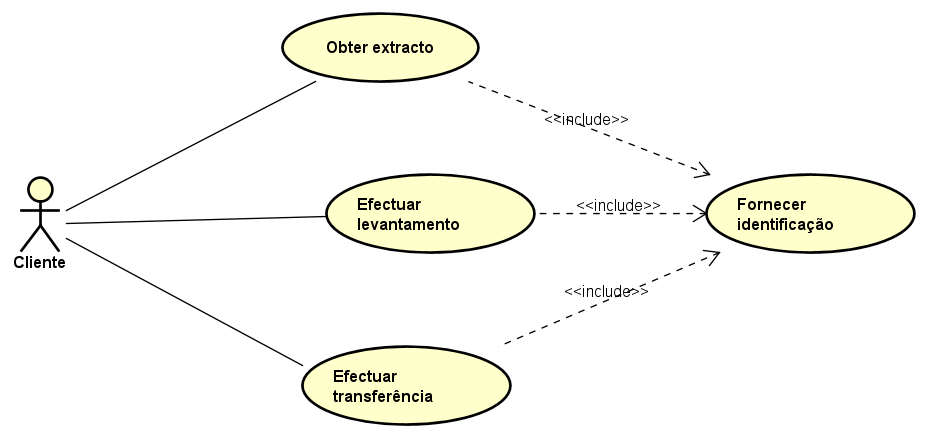 Obter extracto
<<include>>
Efectuar
levantamento
<<include>>
Fornecer
identificação
Cliente
<<include>>
Efectuar
transferência